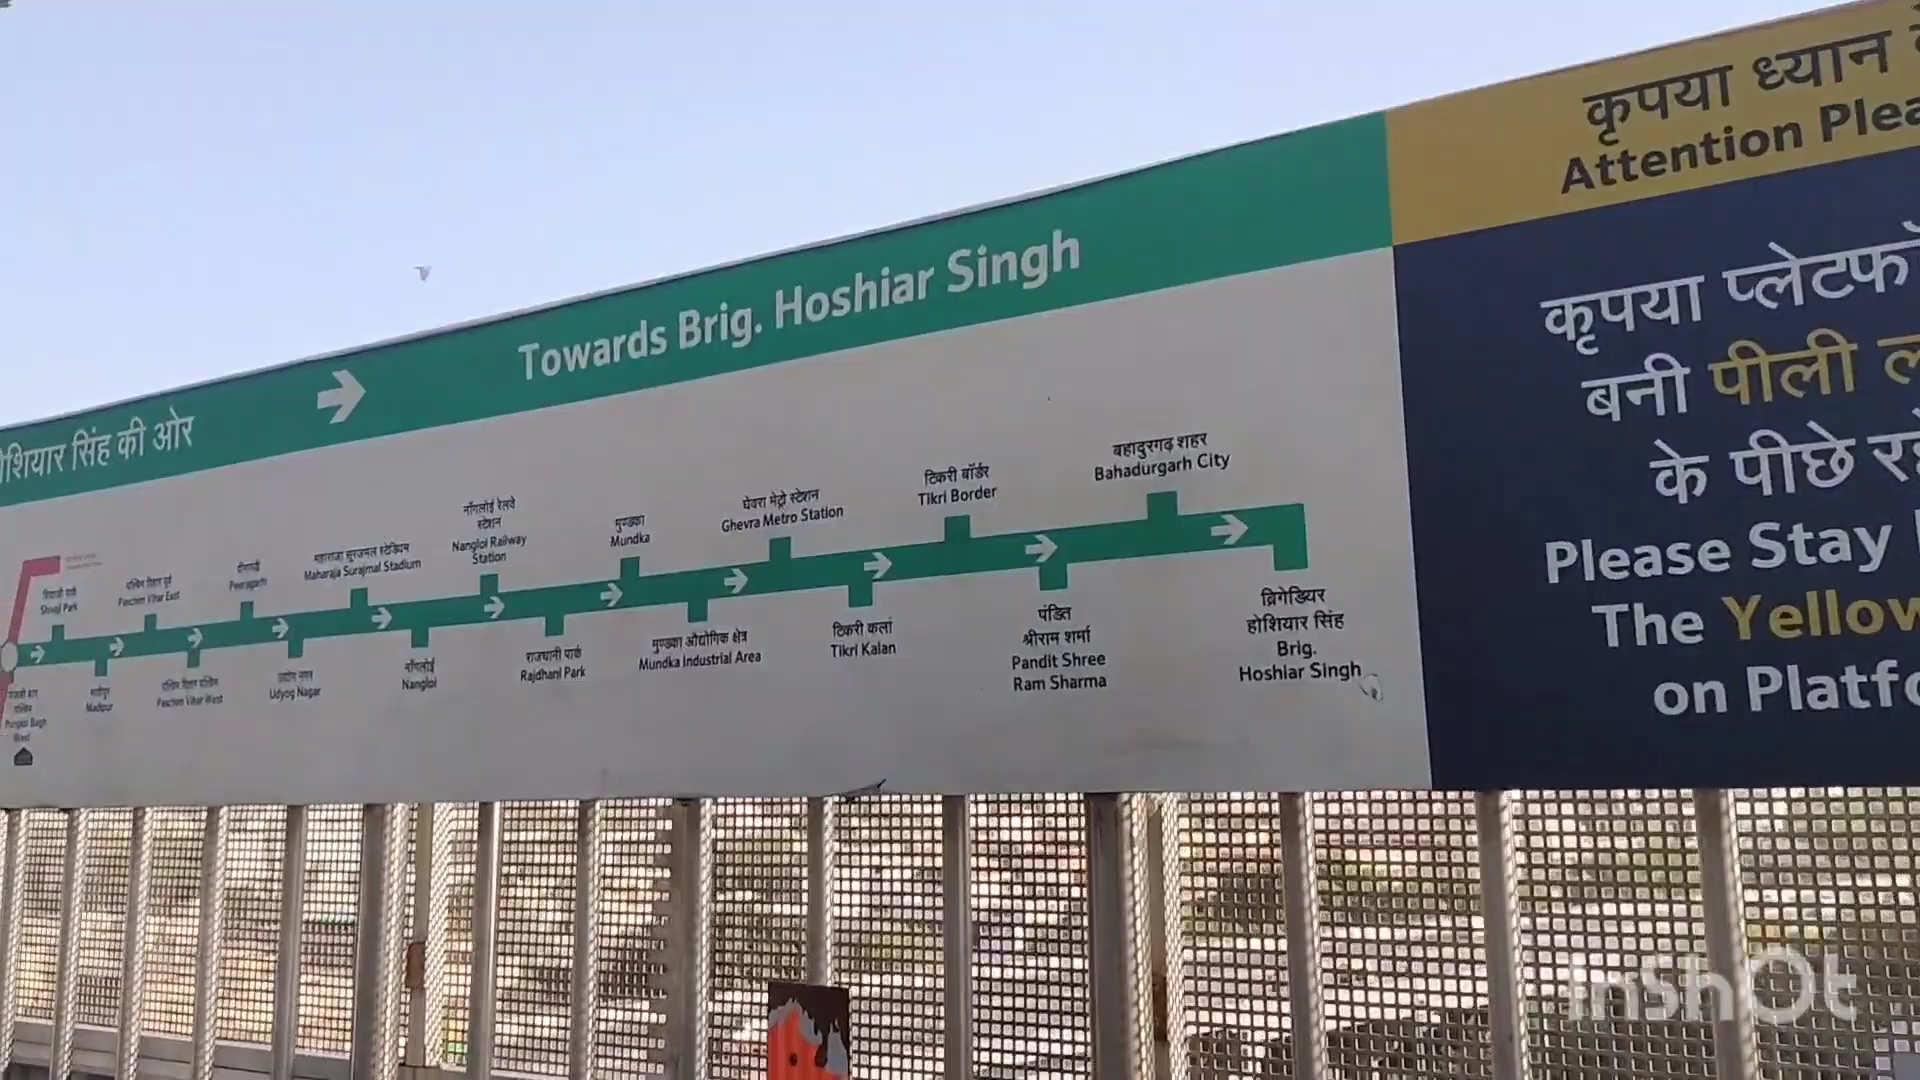 होशियार सिंह की ओर
Towards Brig. Hoshiar Singh
शिवाजी पार्क
Shivaji Park
पश्चिम विहार पूर्व
Paschim Vihar East
पीरागढ़ी
Peeragarhi
महाराजा सूरजमल स्टेडियम
Maharaja Surajmal Stadium
नाँगलोई रेलवे
स्टेशन
Nangloi Railway
Station
मुण्डका
Mundka
घेवरा मेट्रो स्टेशन
Ghevra Metro Station
टिकरी बॉर्डर
Tikri Border
बहादुरगढ़ शहर
Bahadurgarh City
पश्चिम
Punjabi Bagh
West
मादीपुर
Madipur
पश्चिम विहार पश्चिम
Paschim Vihar West
उद्योग नगर
Udyog Nagar
नाँगलोई
Nangloi
राजधानी पार्क
Rajdhani Park
मुण्डका औद्योगिक क्षेत्र
Mundka Industrial Area
टिकरी कलां
Tikri Kalan
पंडित
श्रीराम शर्मा
Pandit Shree
Ram Sharma
ब्रिगेडियर
होशियार सिंह
Brig.
Hoshiar Singh
कृपया ध्यान
Attention Plea
कृपया प्लेटफॉ
बनी पीली ल
के पीछे रहे
Please Stay
The Yellow
on Platfo
InShOt